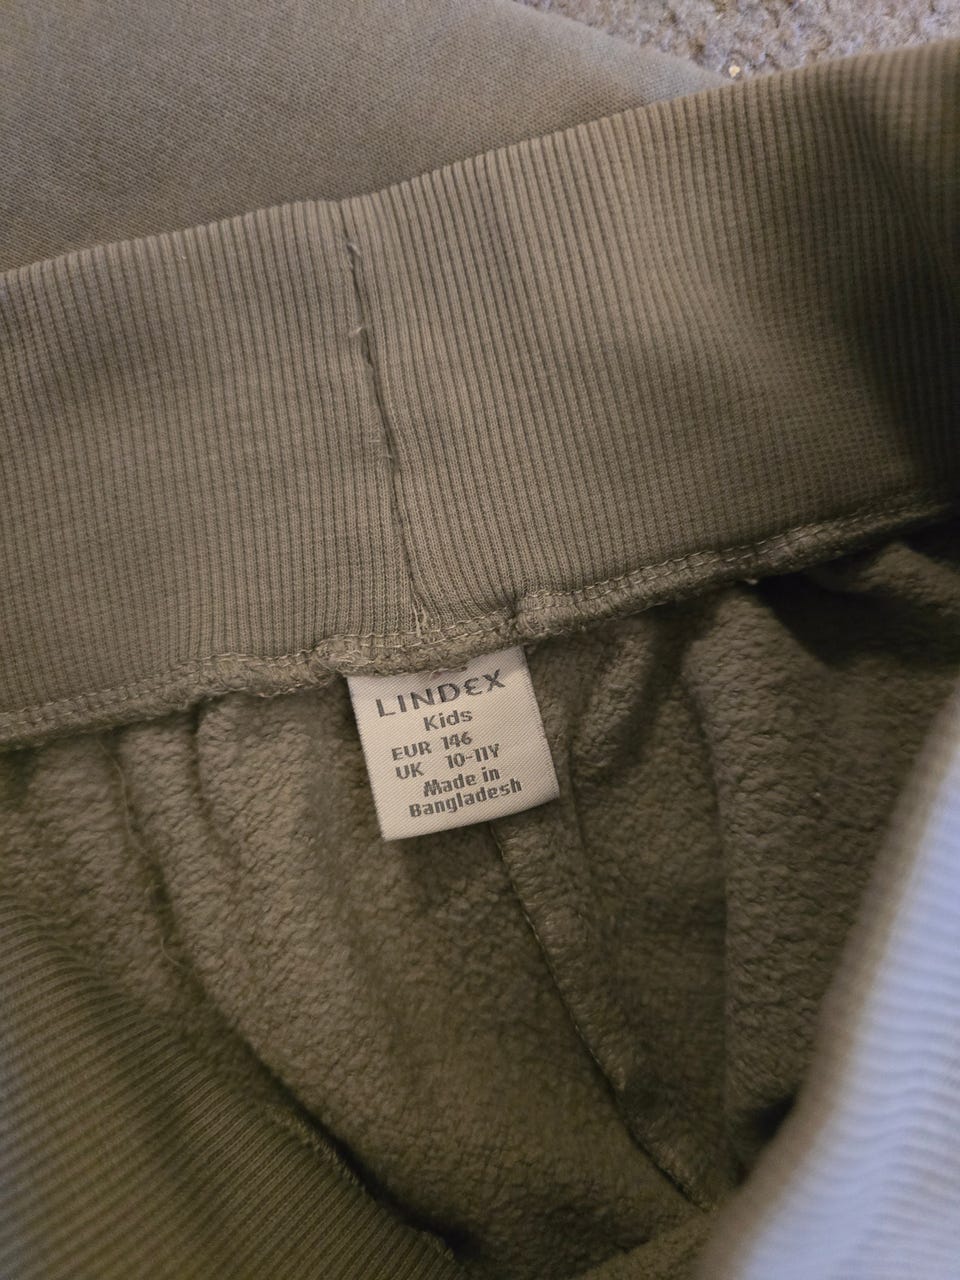 LINDEX
Kids
EUR 146
UK 10-11Y
Made in
Bangladesh